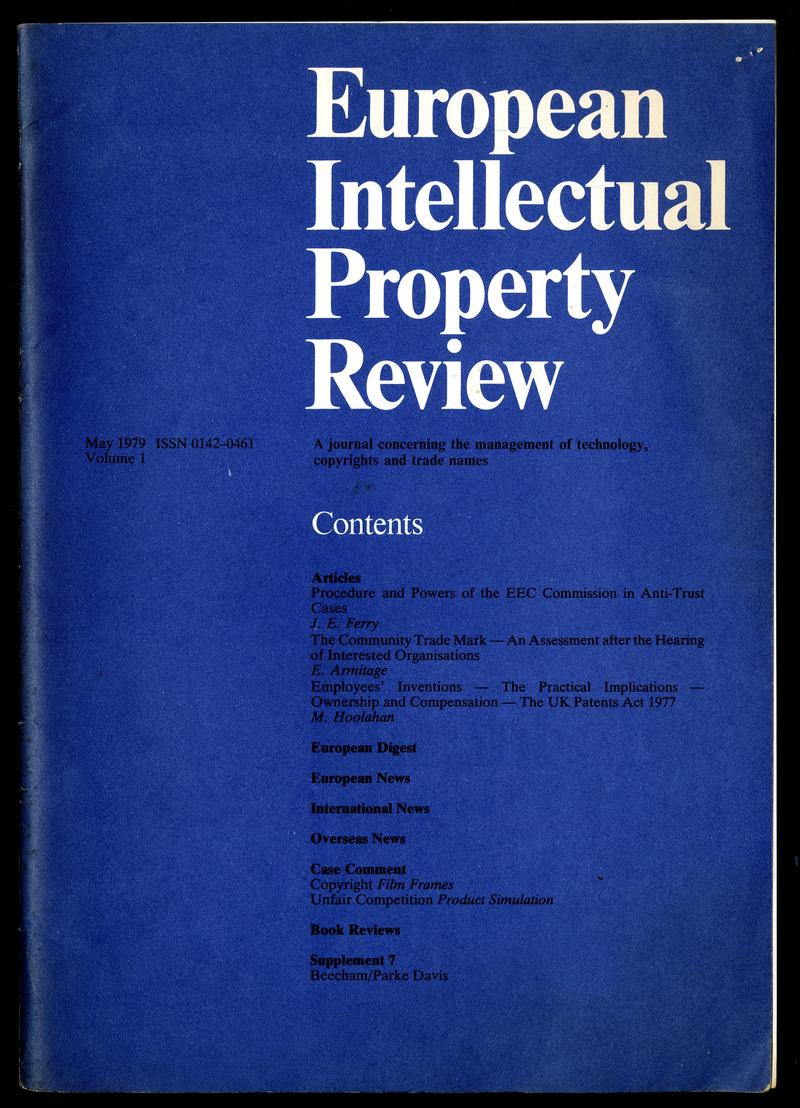 European
Intellectual
Property
Review
May 1979 ISSN 0142-0461
Volume 1
A journal concerning the management of technology,
copyrights and trade names
Contents
Articles
Procedure and Powers of the EEC Commission in Anti-Trust
Cases
J. E. Ferry
The Community Trade Mark — An Assessment after the Hearing
of Interested Organisations
E. Armitage
Employees' Inventions — The Practical Implications —
Ownership and Compensation — The UK Patents Act 1977
M. Hoolahan
European Digest
European News
International News
Overseas News
Case Comment
Copyright Film Frames
Unfair Competition Product Simulation
Book Reviews
Supplement 7
Beecham/Parke Davis